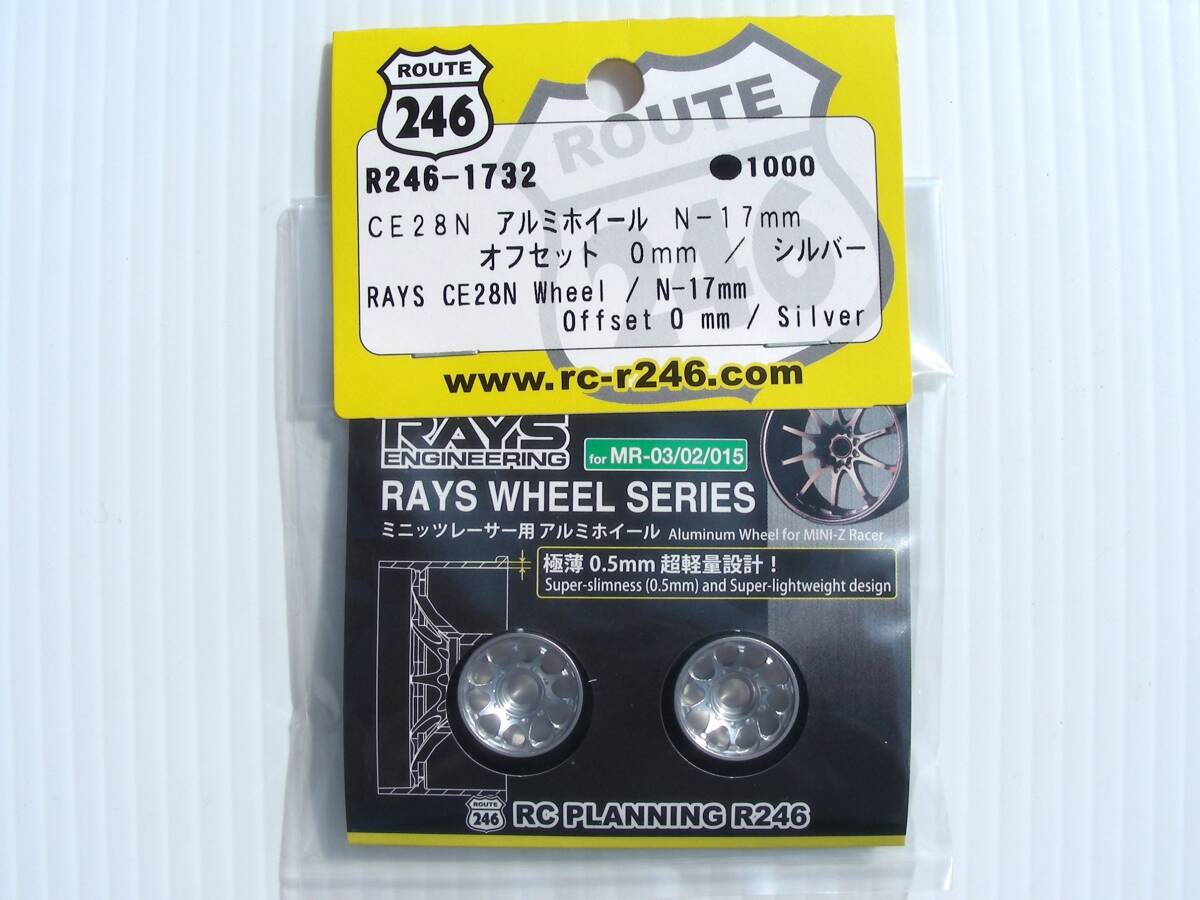 ROUTE
246
ROUTE
246
R246-1732 ●1000
CE28N アルミホイール N-17mm
オフセット 0mm / シルバー
RAYS CE28N Wheel / N-17mm
Offset 0 mm / Silver
www.rc-r246.com
RAYS
ENGINEERING
for MR-03/02/015
RAYS WHEEL SERIES
ミニッツレーサー用 アルミホイール Aluminum Wheel for MINI-Z Racer
極薄 0.5mm 超軽量設計！
Super-slimness (0.5mm) and Super-lightweight design
ROUTE
246
RC PLANNING R246